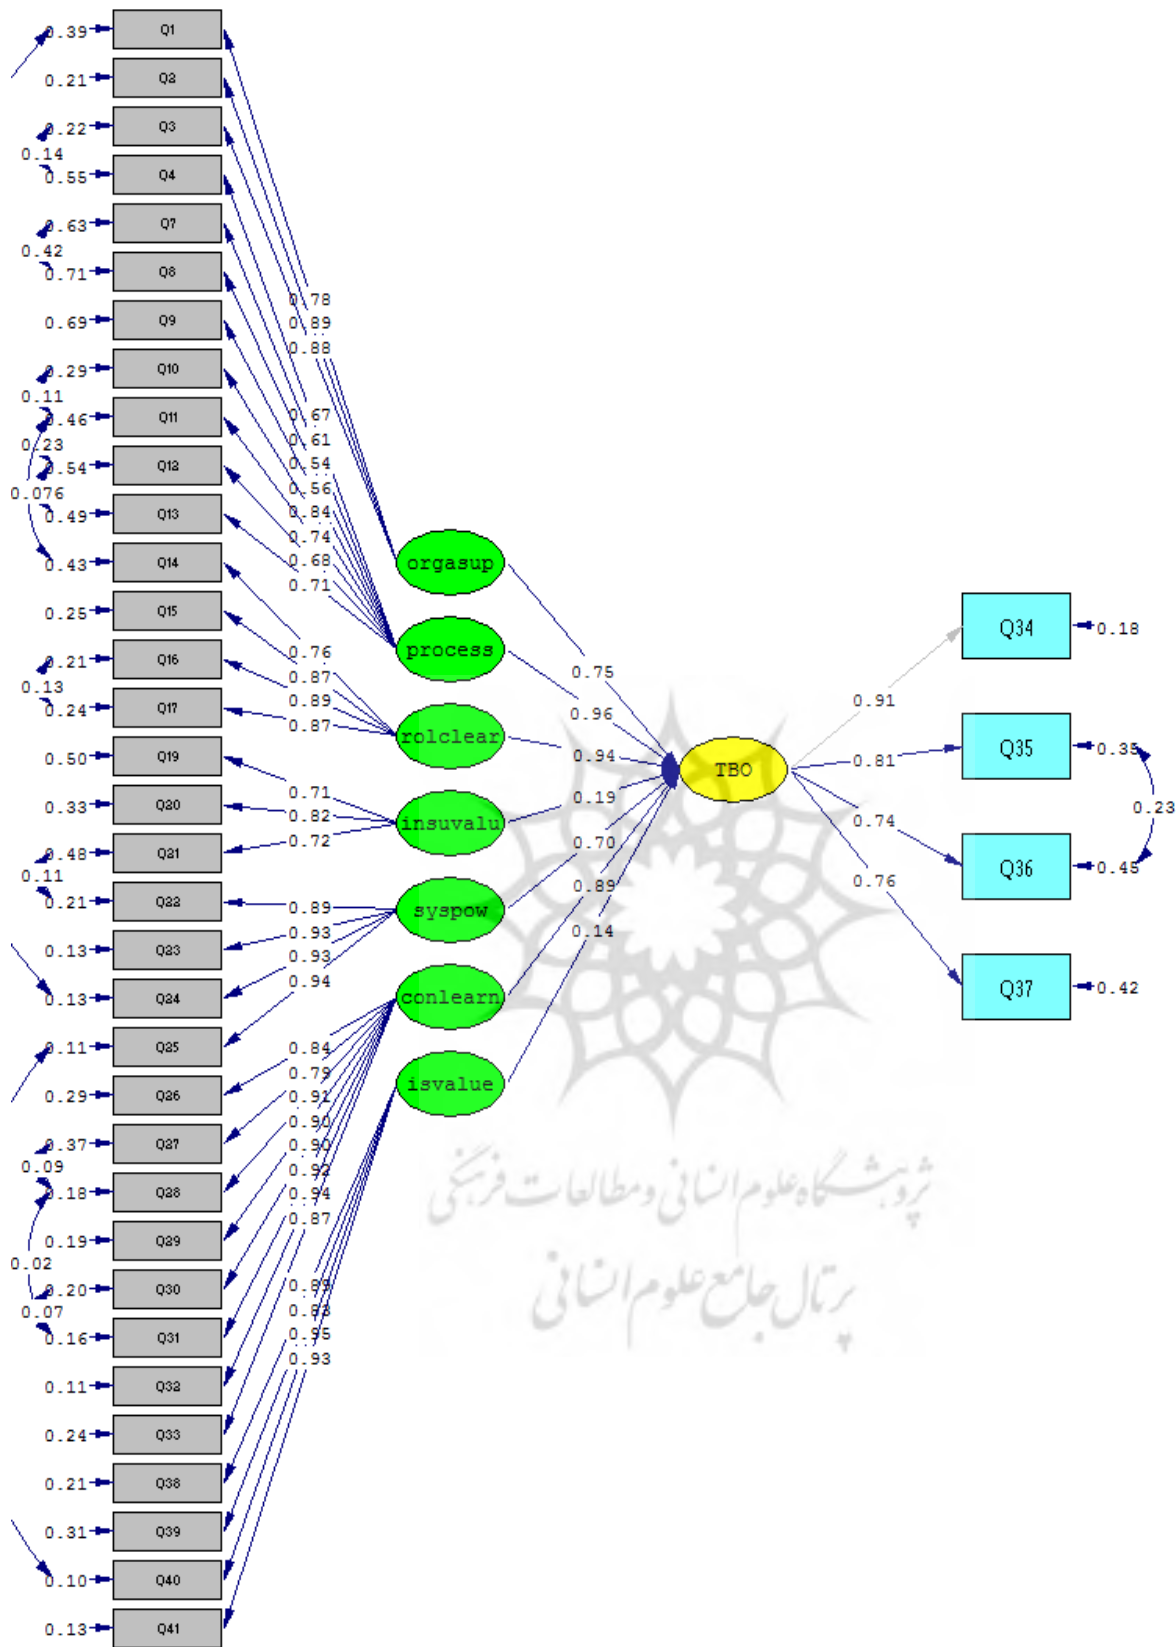 0.39 Q1
0.21 Q2
0.22 Q3
0.14
0.55 Q4
0.63 Q7
0.42
0.71 Q8
0.69 Q9
0.29 Q10
0.11
0.46 Q11
0.23
0.54 Q12
0.076
0.49 Q13
0.43 Q14
0.25 Q15
0.21 Q16
0.13
0.24 Q17
0.50 Q19
0.33 Q20
0.48 Q21
0.11
0.21 Q22
0.13 Q23
0.13 Q24
0.11 Q25
0.29 Q26
0.37 Q27
0.09
0.18 Q28
0.19 Q29
0.02
0.20 Q30
0.07
0.16 Q31
0.11 Q32
0.24 Q33
0.21 Q38
0.31 Q39
0.10 Q40
0.13 Q41
0.78
0.89
0.88
0.67
0.61
0.54
0.56
0.84
0.74
0.68
0.71
0.76
0.87
0.89
0.87
0.71
0.82
0.72
0.89
0.93
0.93
0.94
0.84
0.79
0.91
0.90
0.90
0.92
0.94
0.87
0.89
0.83
0.95
0.93
orgasup
process
rolclear
insuvalu
syspow
conlearn
isvalue
0.75
0.96
0.94
0.19
0.70
0.89
0.14
TBO
0.91
0.81
0.74
0.76
Q34 0.18
Q35 0.35
0.23
Q36 0.45
Q37 0.42
پژوهشگاه علوم انسانی و مطالعات فرهنگی
پرتال جامع علوم انسانی